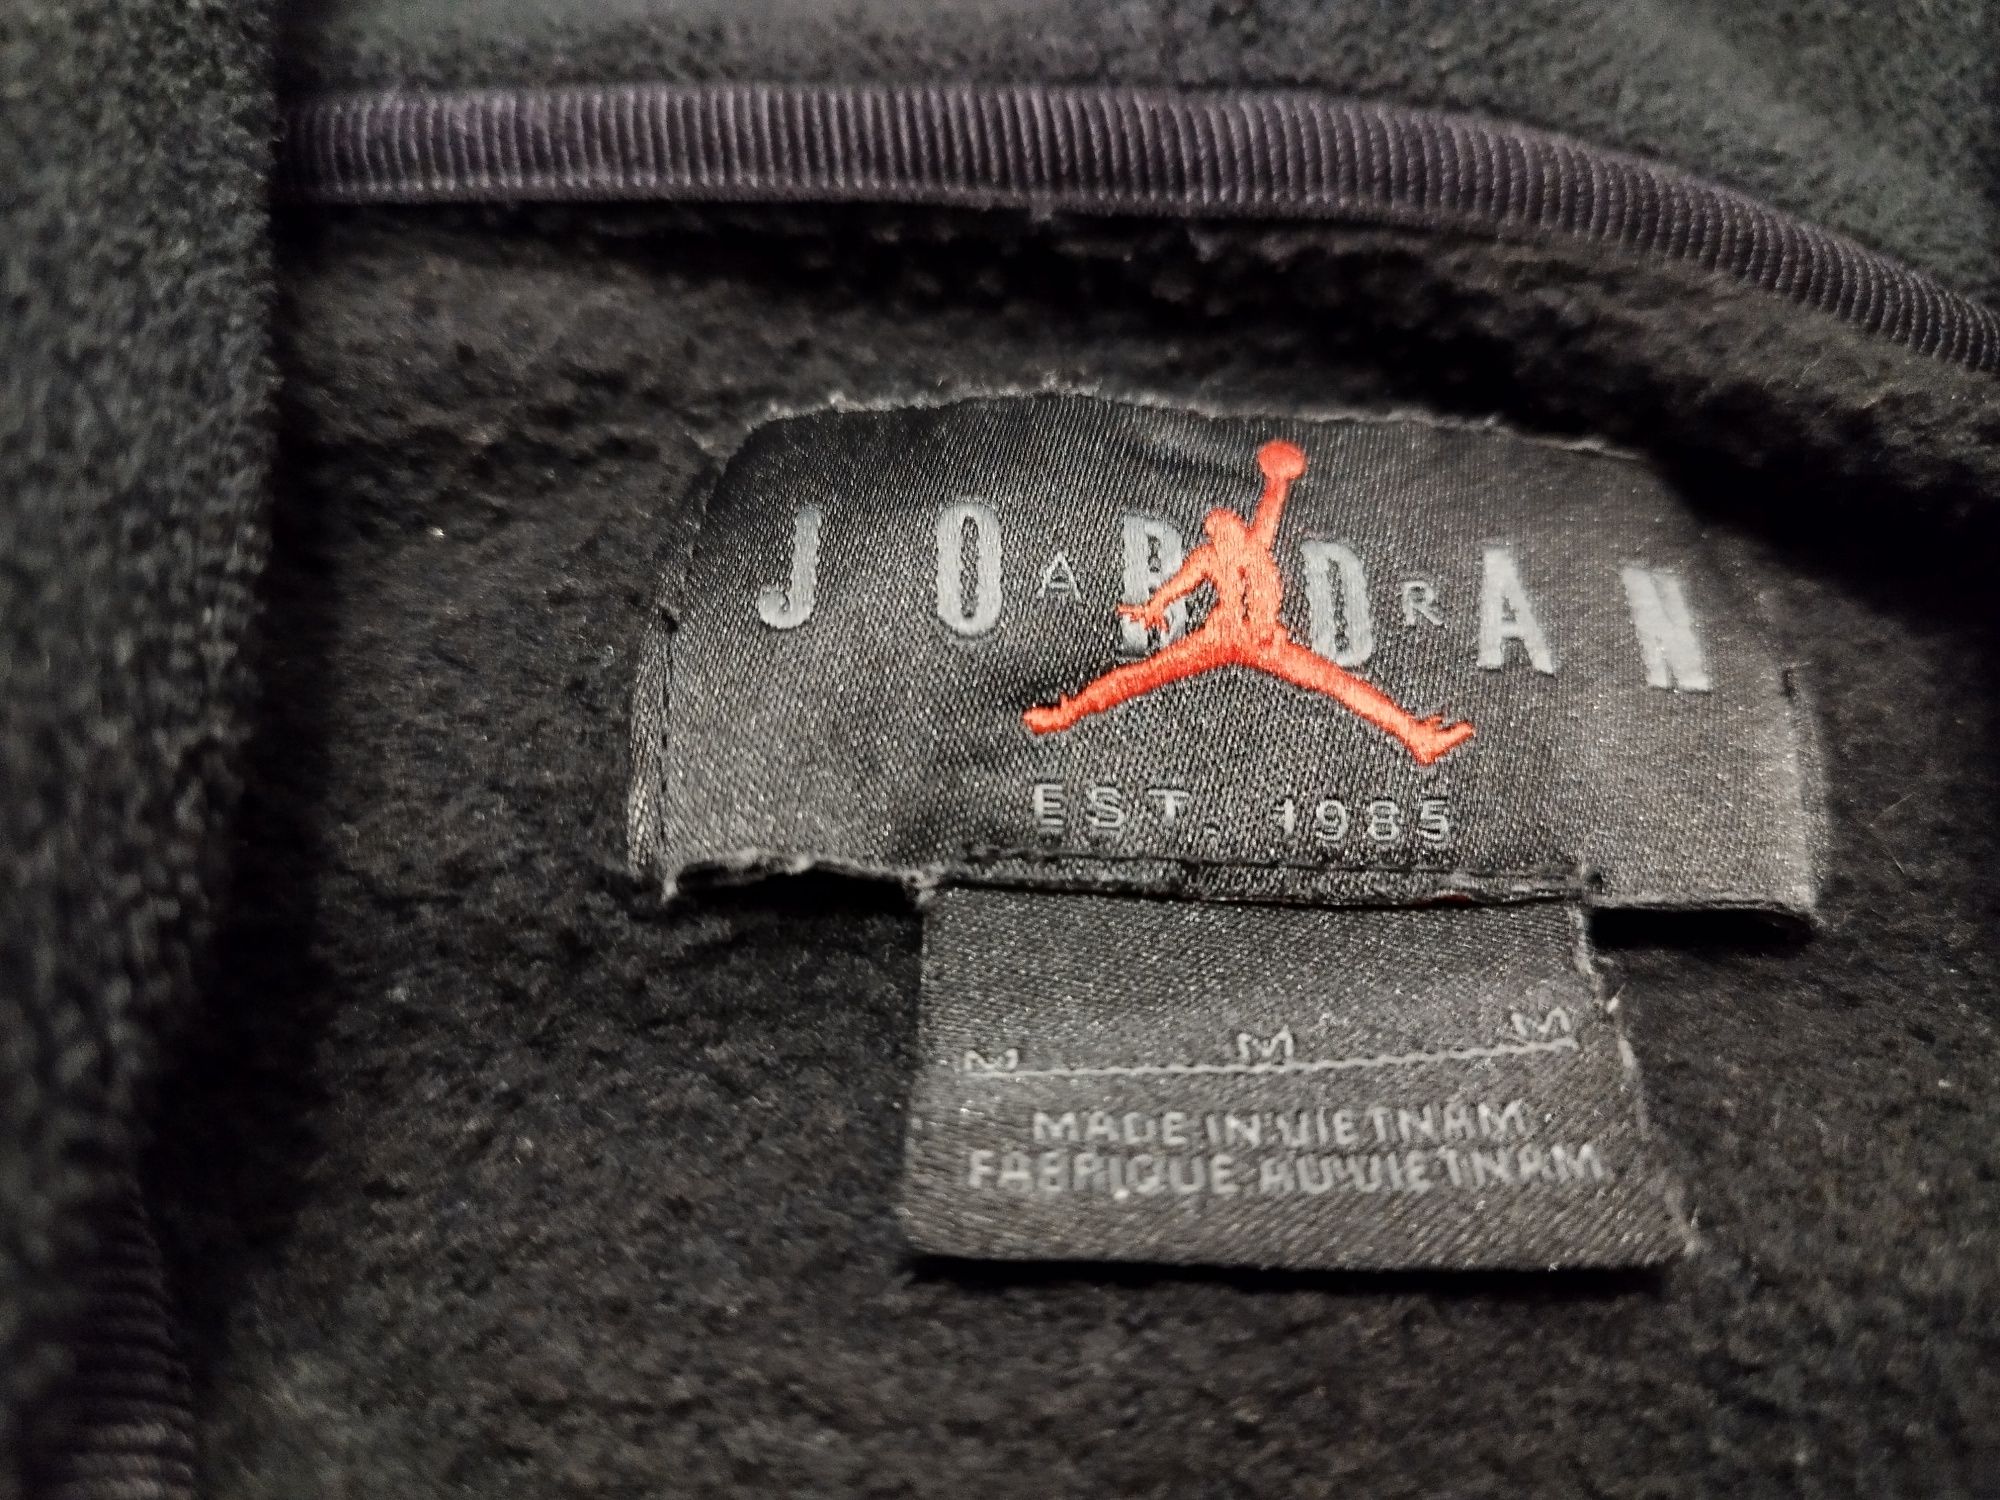 JORDAN
AIR
EST. 1985
M M M
MADE IN VIETNAM
FABRIQUE AU VIETNAM